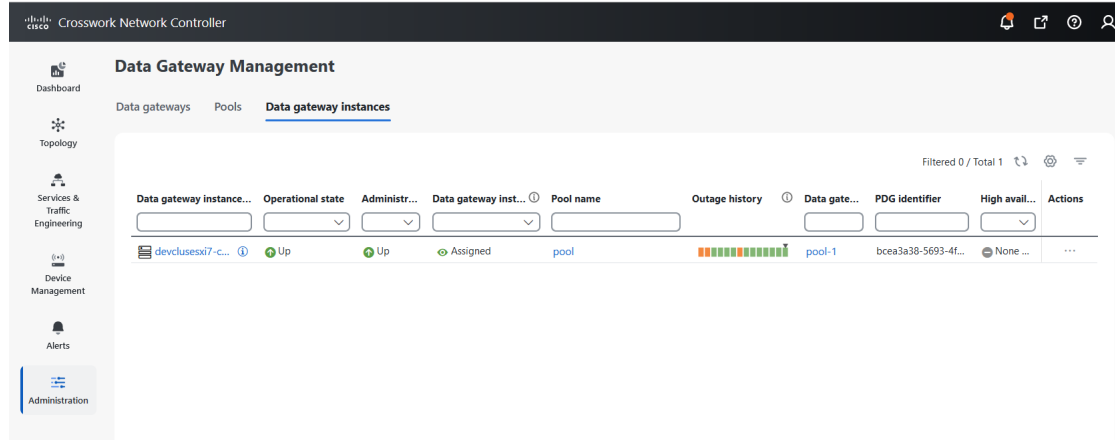 cisco Crosswork Network Controller
Dashboard
Topology
Services &
Traffic
Engineering
Device
Management
Alerts
Administration
Data Gateway Management
Data gateways Pools Data gateway instances
Filtered 0 / Total 1
Data gateway instance... Operational state Administr... Data gateway inst... Pool name Outage history Data gate... PDG identifier High avail... Actions
devclusesxi7-c... Up Up Assigned pool pool-1 bcea3a38-5693-4f... None ...